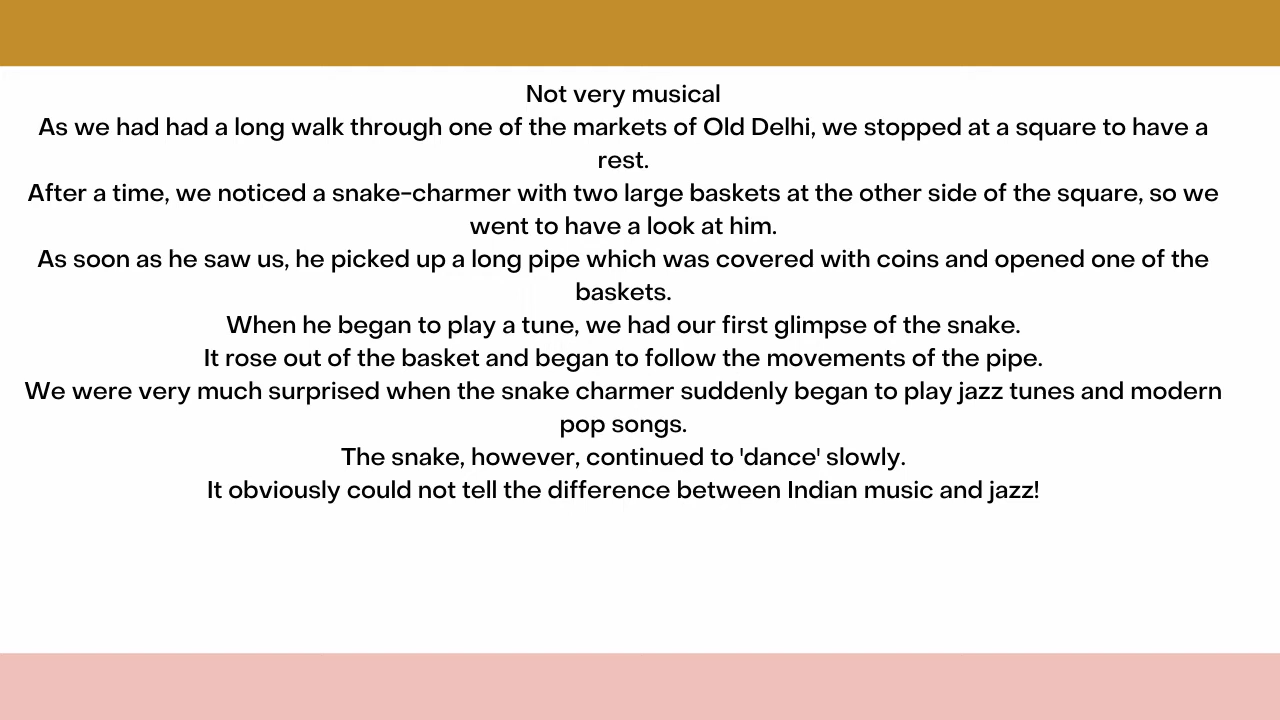 Not very musical
As we had had a long walk through one of the markets of Old Delhi, we stopped at a square to have a
rest.
After a time, we noticed a snake-charmer with two large baskets at the other side of the square, so we
went to have a look at him.
As soon as he saw us, he picked up a long pipe which was covered with coins and opened one of the
baskets.
When he began to play a tune, we had our first glimpse of the snake.
It rose out of the basket and began to follow the movements of the pipe.
We were very much surprised when the snake charmer suddenly began to play jazz tunes and modern
pop songs.
The snake, however, continued to 'dance' slowly.
It obviously could not tell the difference between Indian music and jazz!